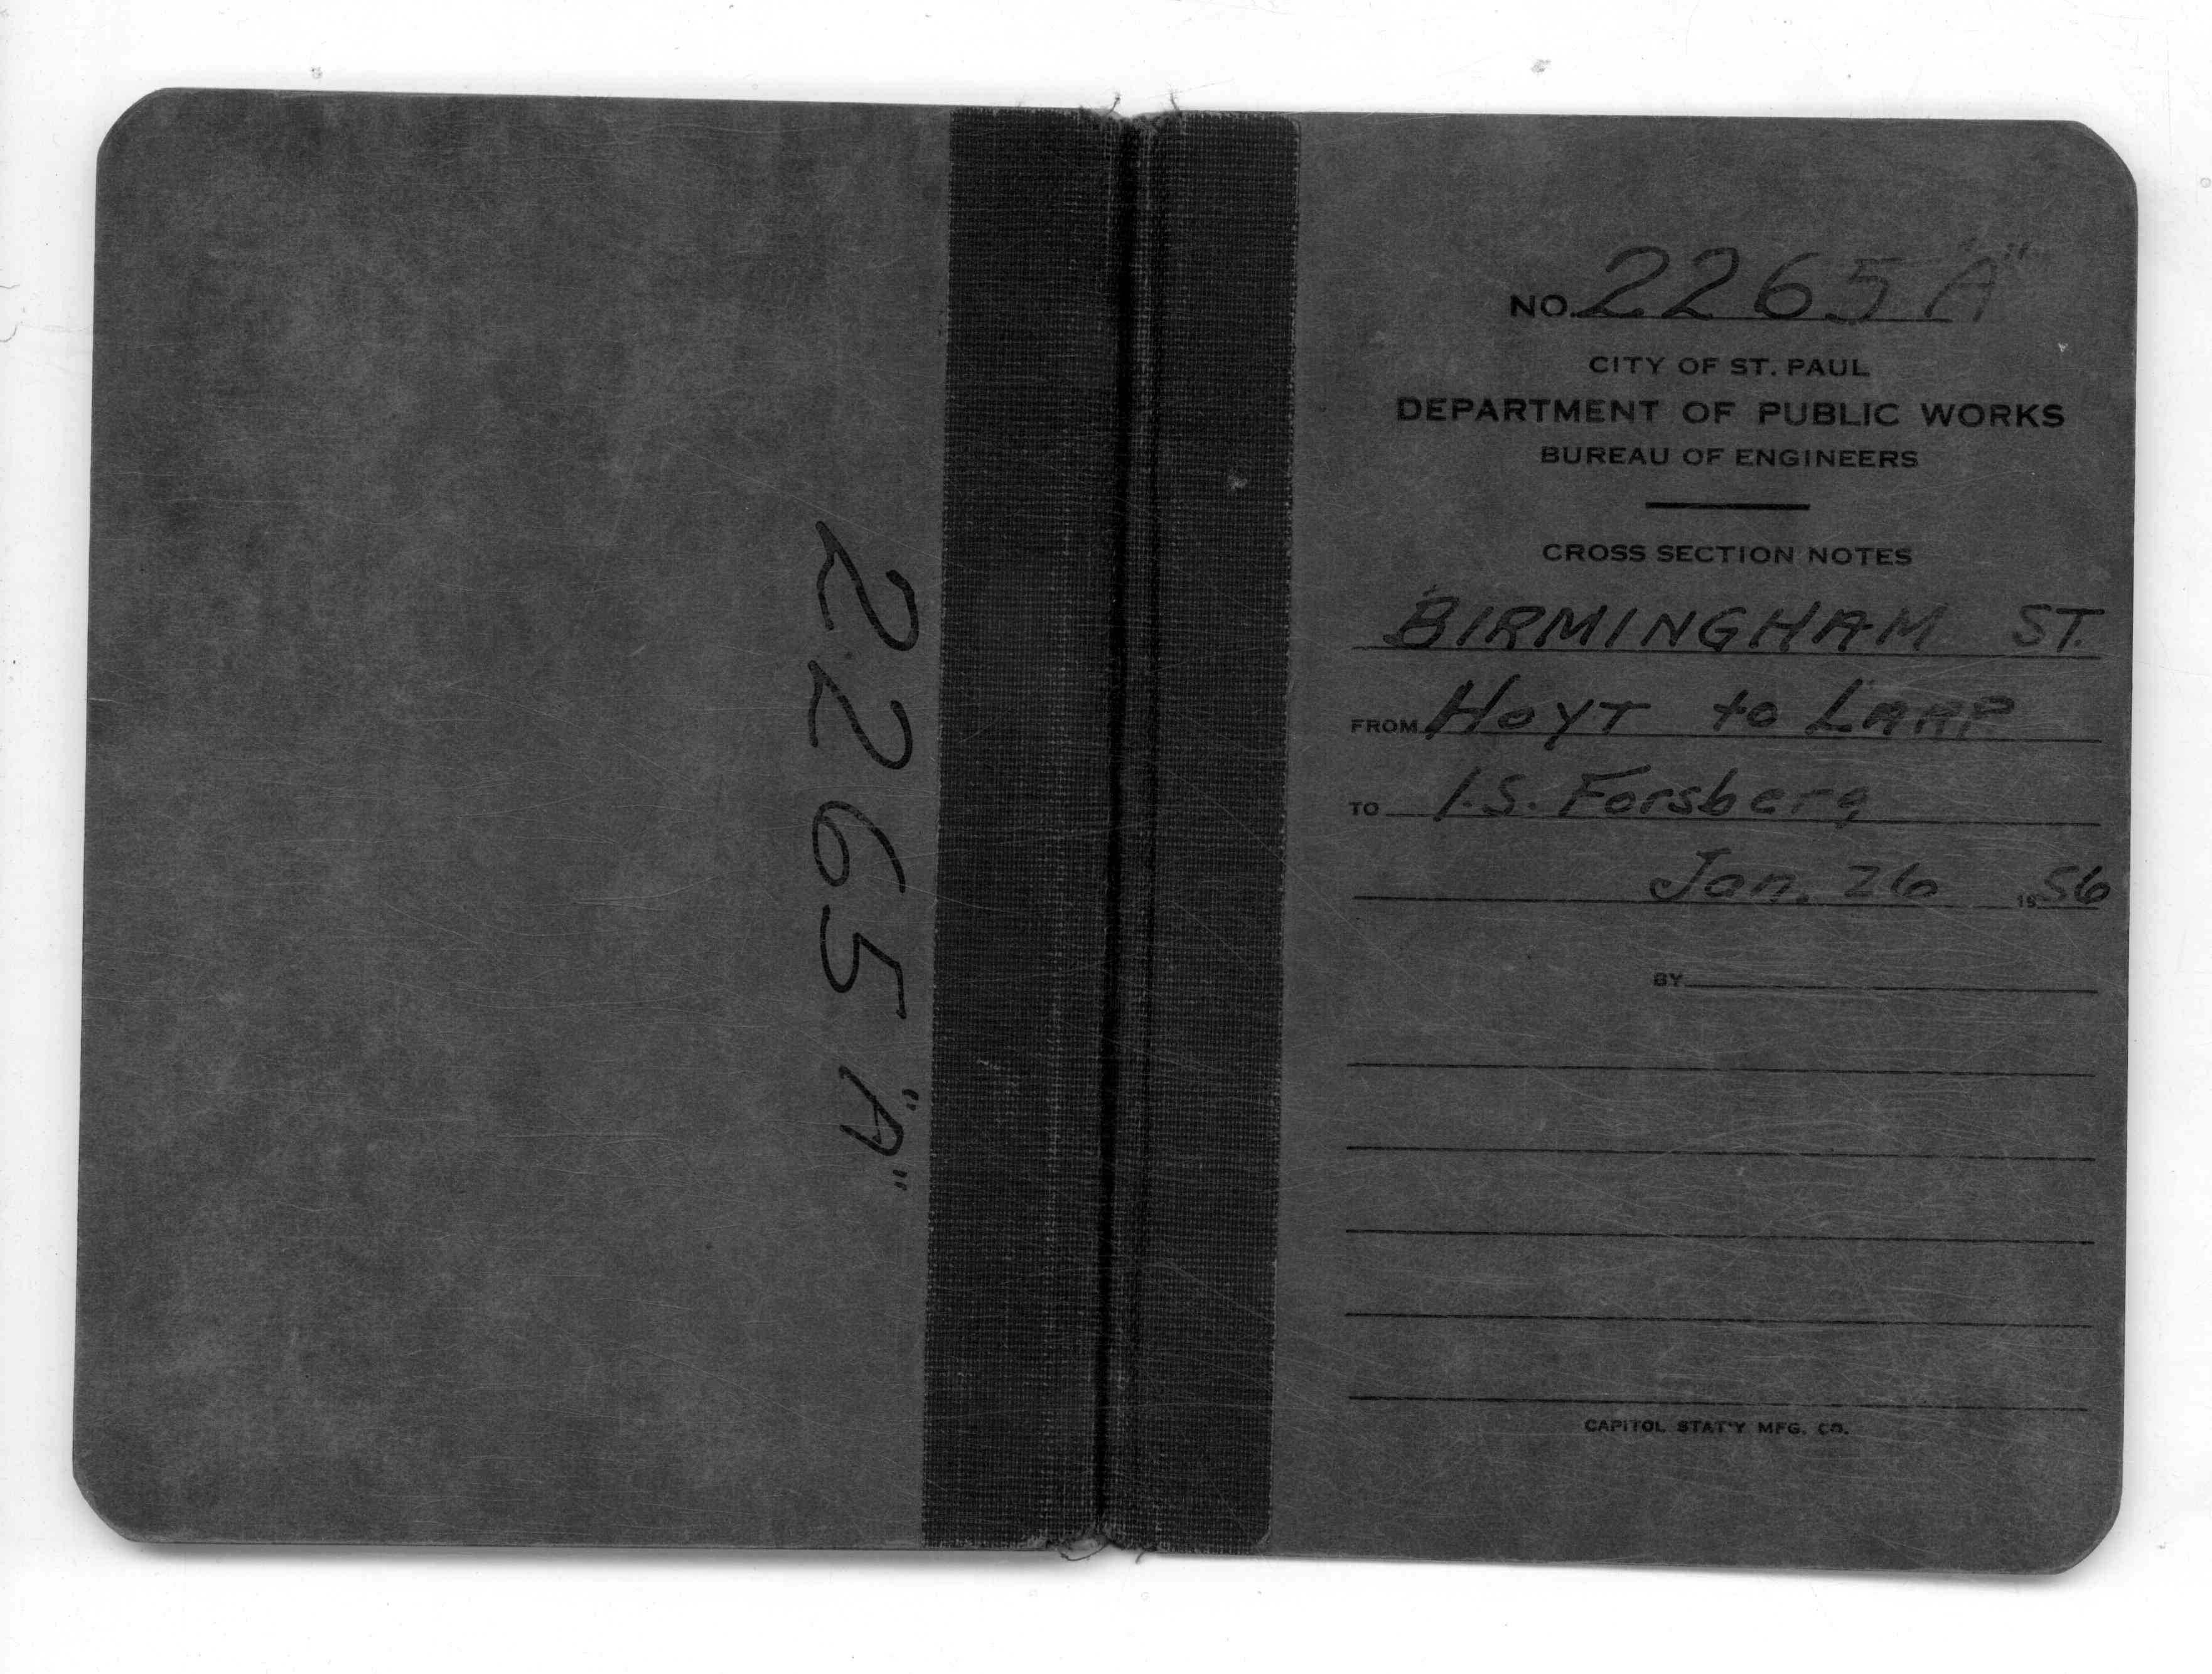 2265 "A"
NO. 2265 "A"
CITY OF ST. PAUL
DEPARTMENT OF PUBLIC WORKS
BUREAU OF ENGINEERS
CROSS SECTION NOTES
BIRMINGHAM ST.
FROM HOYT to LARP
TO I.S. Forsberg
Jan. 26 1956
BY
CAPITOL STAT'Y MFG. CO.